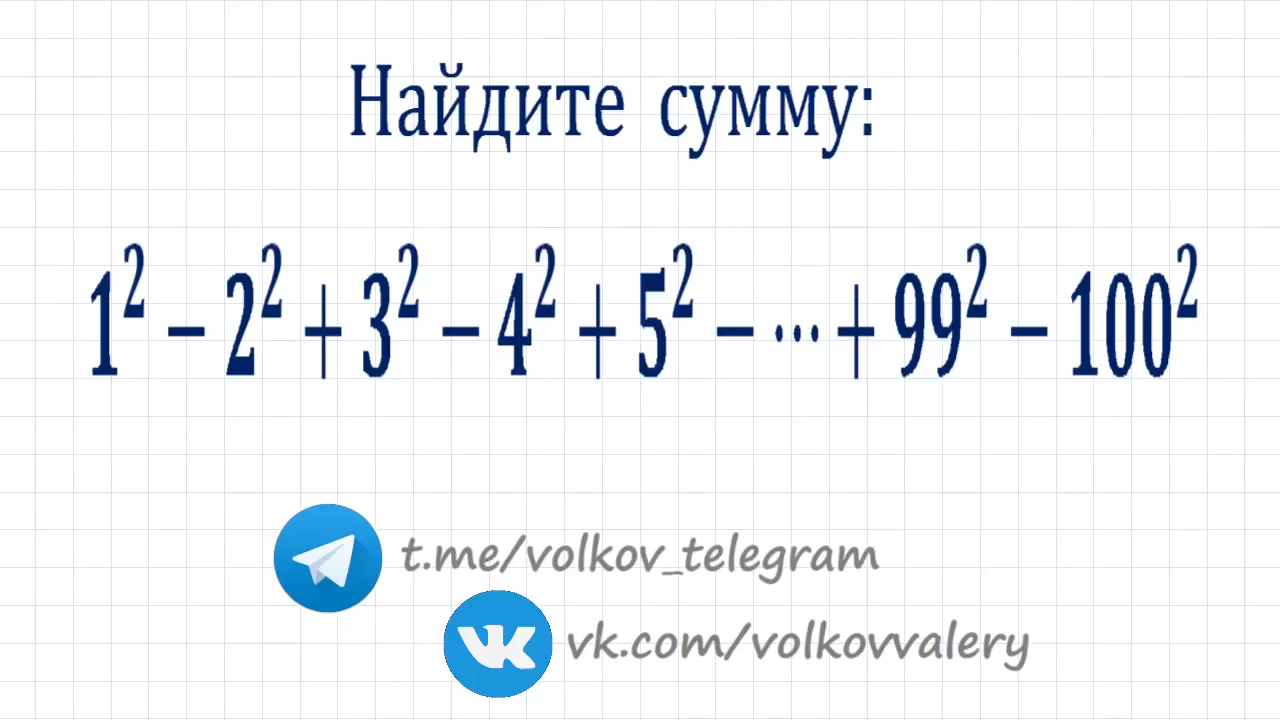 Найдите сумму:
1² − 2² + 3² − 4² + 5² − ⋯ + 99² − 100²
t.me/volkov_telegram
vk.com/volkovvalery